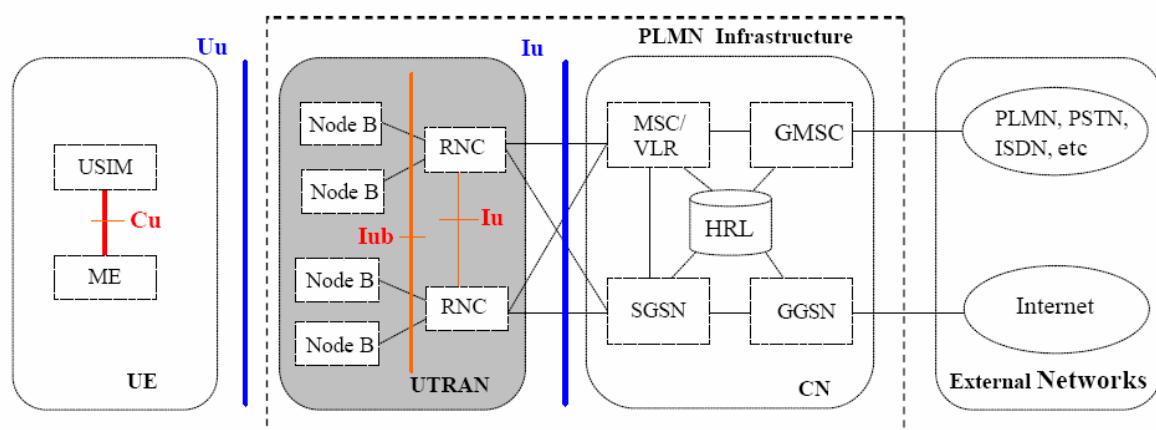 Uu
Iu
PLMN Infrastructure
USIM
Cu
ME
UE
Node B
Node B
RNC
Iub
Iu
Node B
Node B
RNC
UTRAN
MSC/
VLR
GMSC
HRL
SGSN
GGSN
CN
PLMN, PSTN,
ISDN, etc
Internet
External Networks